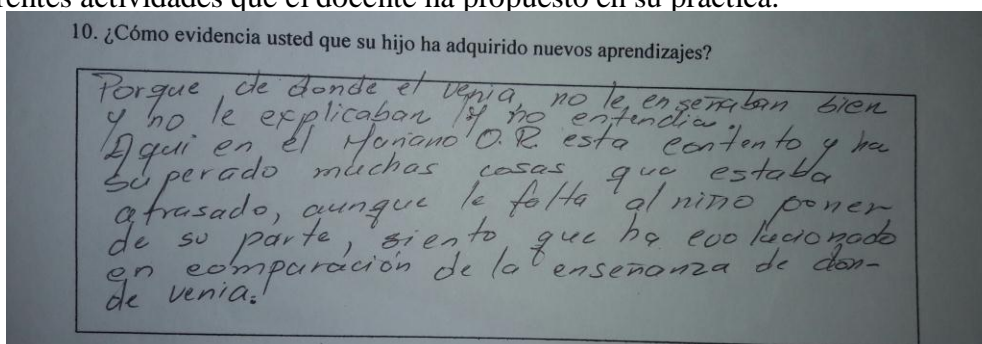 rentes actividades que el docente ha propuesto en su práctica.
10. ¿Cómo evidencia usted que su hijo ha adquirido nuevos aprendizajes?
Porque, de donde el venia, no le enseñaban bien
y no le explicaban y no entendia.
Aqui en el Mariano O.R. esta contento y ha
superado muchas cosas que estaba
atrasado, aunque le falta al niño poner
de su parte, siento que ha evolucionado
en comparación de la enseñanza de don-
de venia.